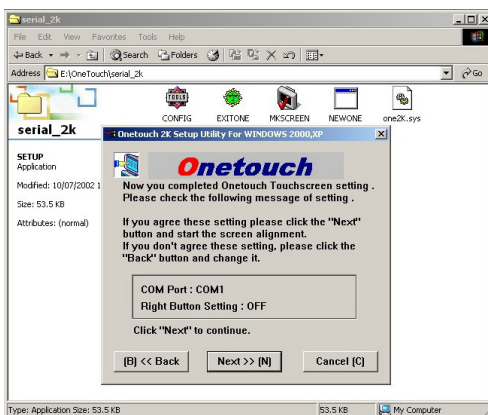 serial_2k
File Edit View Favorites Tools Help
Back Search Folders
Address E:\OneTouch\serial_2k Go
TOOLS
CONFIG EXITONE MKSCREEN NEWONE one2K.sys
serial_2k
SETUP
Application
Modified: 10/07/2002 1
Size: 53.5 KB
Attributes: (normal)
Onetouch 2K Setup Utility For WINDOWS 2000,XP
Onetouch
Now you completed Onetouch Touchscreen setting .
Please check the following message of setting .
If you agree these setting please click the "Next"
button and start the screen alignment.
If you don't agree these setting, please click the
"Back" button and change it.
COM Port : COM1
Right Button Setting : OFF
Click "Next" to continue.
(B) << Back Next >> (N) Cancel (C)
Type: Application Size: 53.5 KB 53.5 KB My Computer